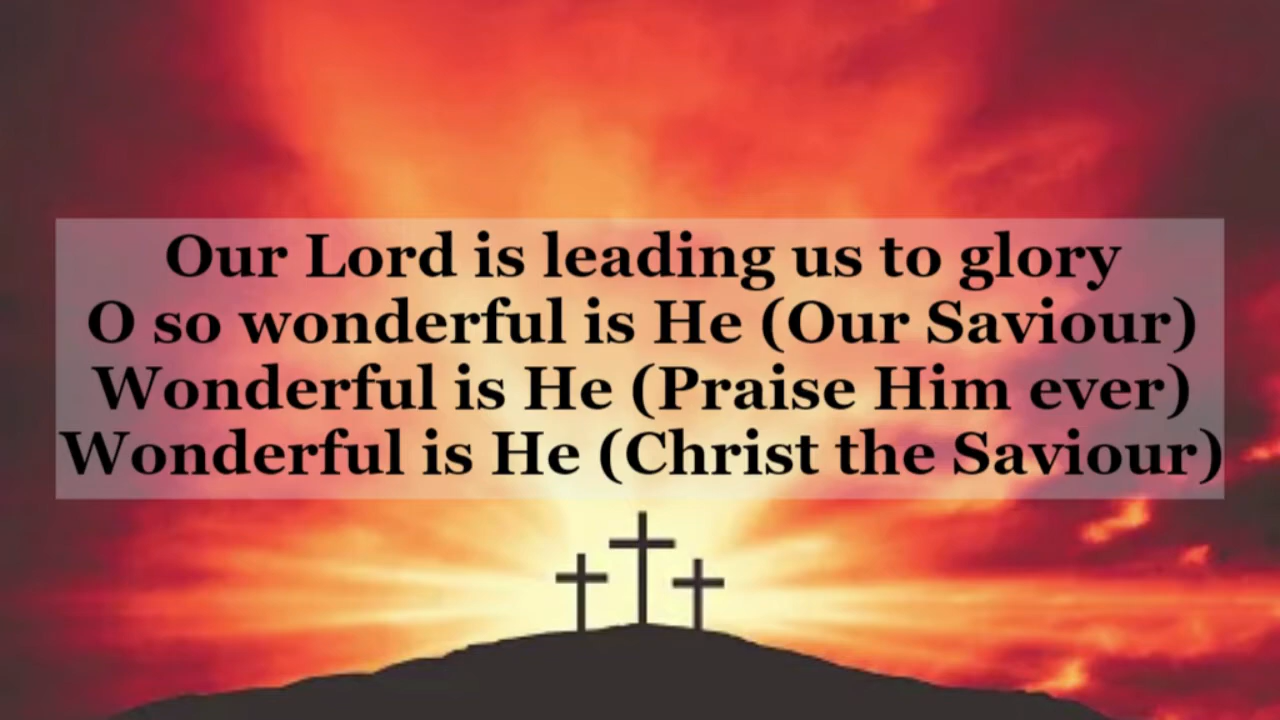 Our Lord is leading us to glory
O so wonderful is He (Our Saviour)
Wonderful is He (Praise Him ever)
Wonderful is He (Christ the Saviour)